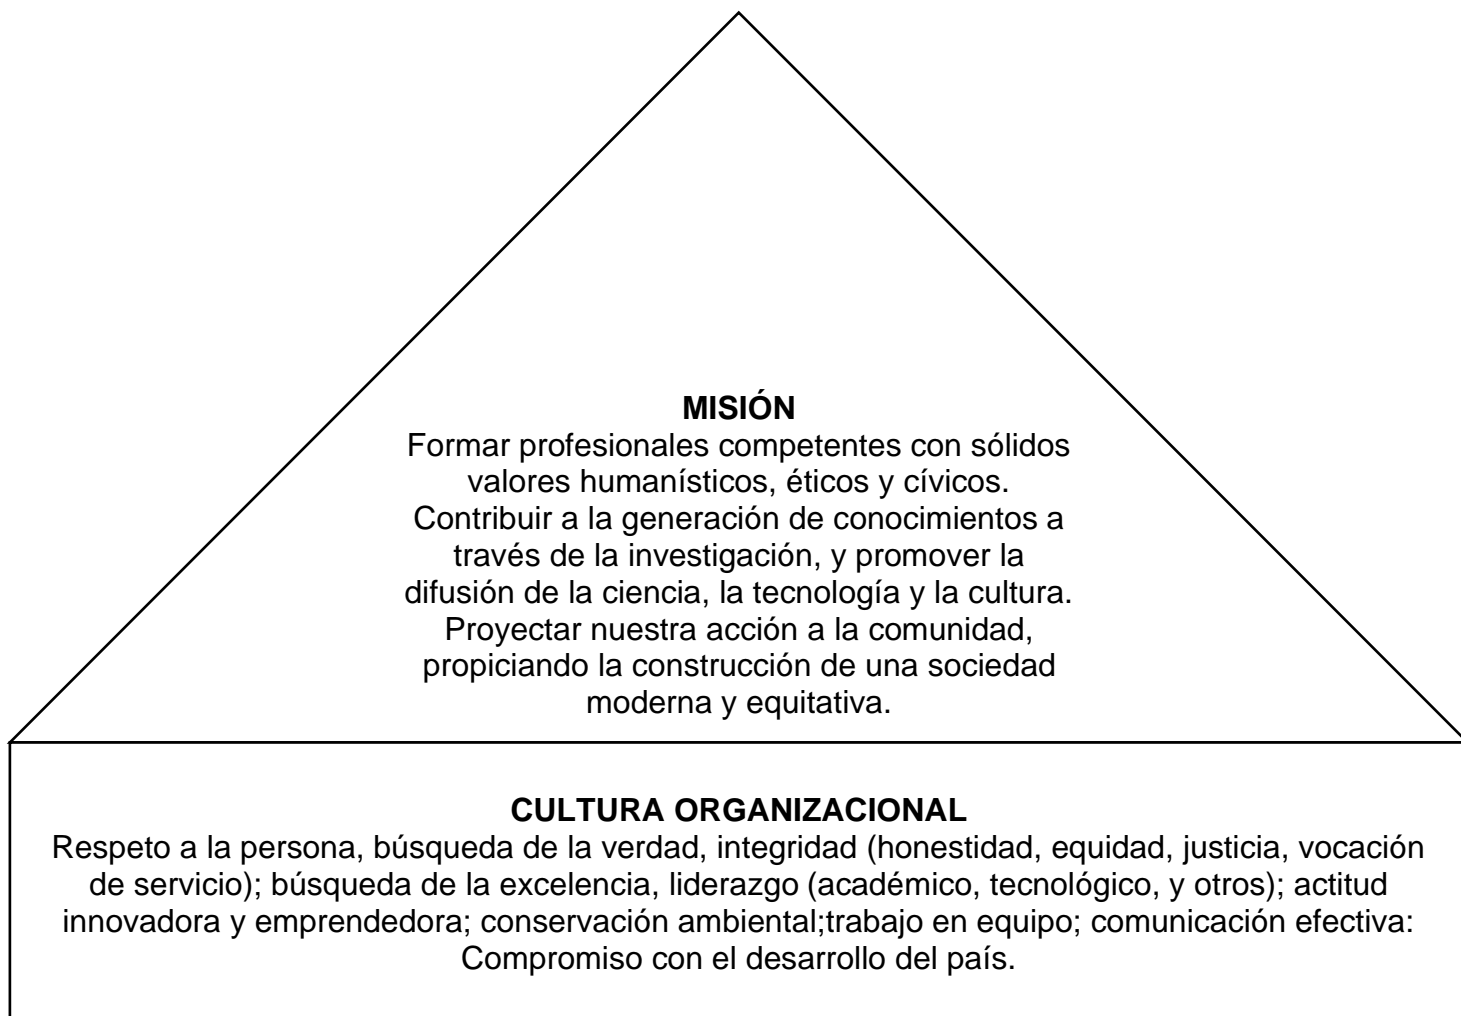 MISIÓN
Formar profesionales competentes con sólidos
valores humanísticos, éticos y cívicos.
Contribuir a la generación de conocimientos a
través de la investigación, y promover la
difusión de la ciencia, la tecnología y la cultura.
Proyectar nuestra acción a la comunidad,
propiciando la construcción de una sociedad
moderna y equitativa.
CULTURA ORGANIZACIONAL
Respeto a la persona, búsqueda de la verdad, integridad (honestidad, equidad, justicia, vocación
de servicio); búsqueda de la excelencia, liderazgo (académico, tecnológico, y otros); actitud
innovadora y emprendedora; conservación ambiental;trabajo en equipo; comunicación efectiva:
Compromiso con el desarrollo del país.